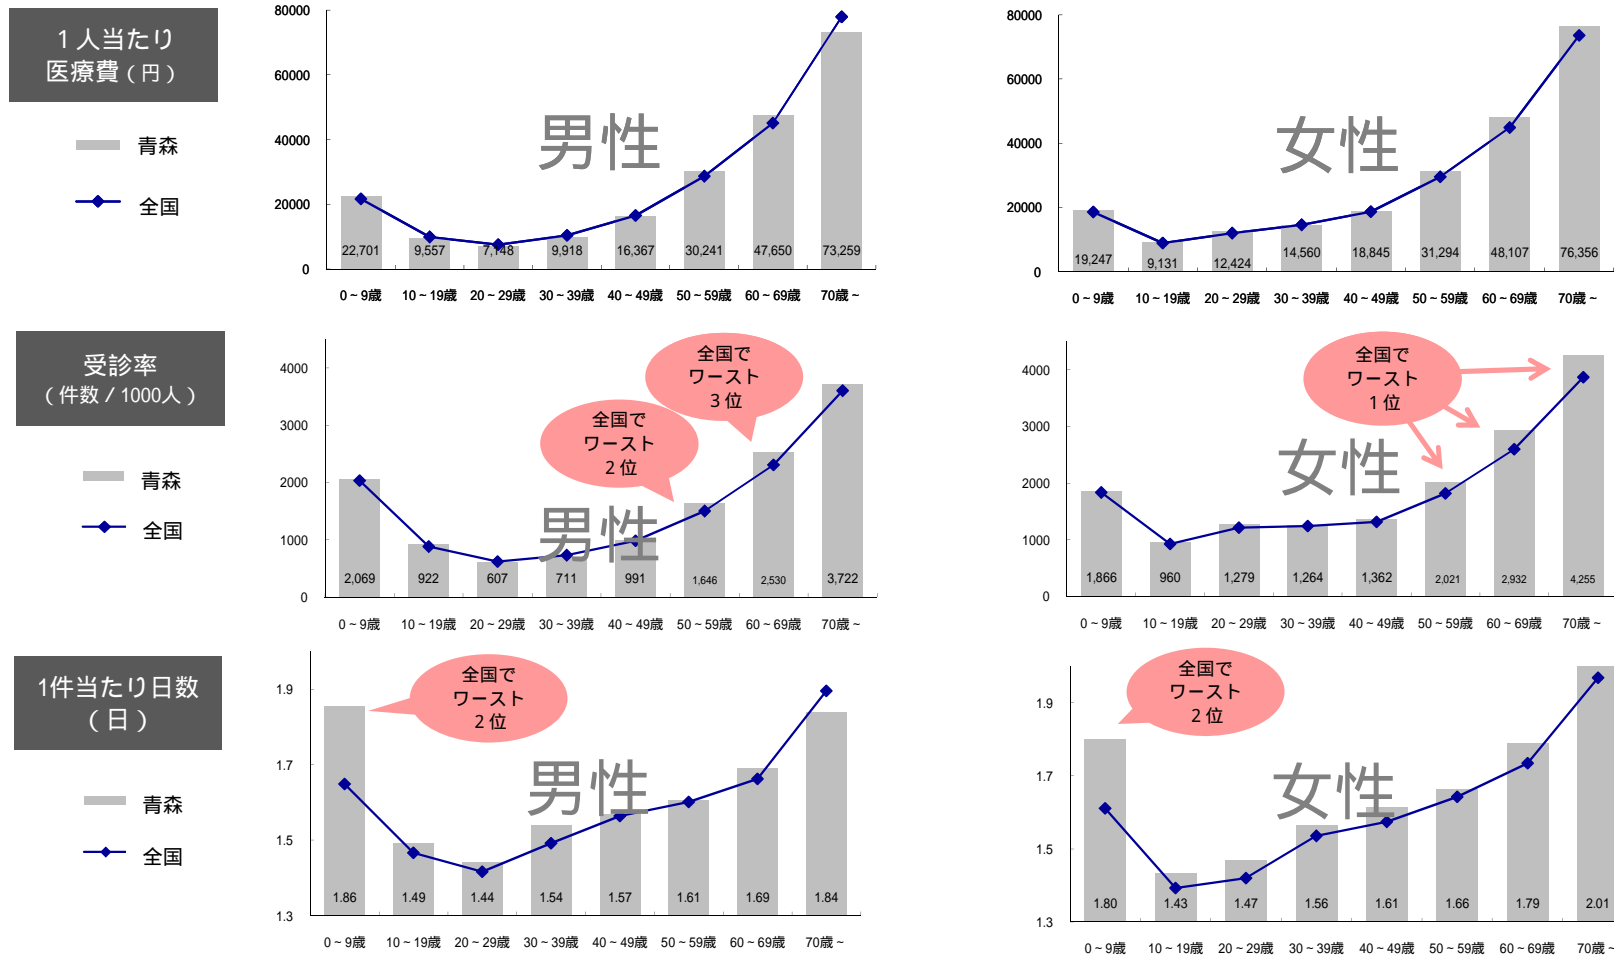 １人当たり
医療費（円）
青森
全国
80000
60000
40000
20000
0
男性
22,701
9,557
7,148
9,918
16,367
30,241
47,650
73,259
0～9歳
10～19歳
20～29歳
30～39歳
40～49歳
50～59歳
60～69歳
70歳～
80000
60000
40000
20000
0
女性
19,247
9,131
12,424
14,560
18,845
31,294
48,107
76,356
0～9歳
10～19歳
20～29歳
30～39歳
40～49歳
50～59歳
60～69歳
70歳～
受診率
（件数／1000人）
青森
全国
4000
3000
2000
1000
0
全国で
ワースト
３位
全国で
ワースト
２位
男性
2,069
922
607
711
991
1,646
2,530
3,722
0～9歳
10～19歳
20～29歳
30～39歳
40～49歳
50～59歳
60～69歳
70歳～
4000
3000
2000
1000
0
全国で
ワースト
１位
女性
1,866
960
1,279
1,264
1,362
2,021
2,932
4,255
0～9歳
10～19歳
20～29歳
30～39歳
40～49歳
50～59歳
60～69歳
70歳～
1件当たり日数
（日）
青森
全国
1.9
1.7
1.5
1.3
全国で
ワースト
２位
男性
1.86
1.49
1.44
1.54
1.57
1.61
1.69
1.84
0～9歳
10～19歳
20～29歳
30～39歳
40～49歳
50～59歳
60～69歳
70歳～
1.9
1.7
1.5
1.3
全国で
ワースト
２位
女性
1.80
1.43
1.47
1.56
1.61
1.66
1.79
2.01
0～9歳
10～19歳
20～29歳
30～39歳
40～49歳
50～59歳
60～69歳
70歳～